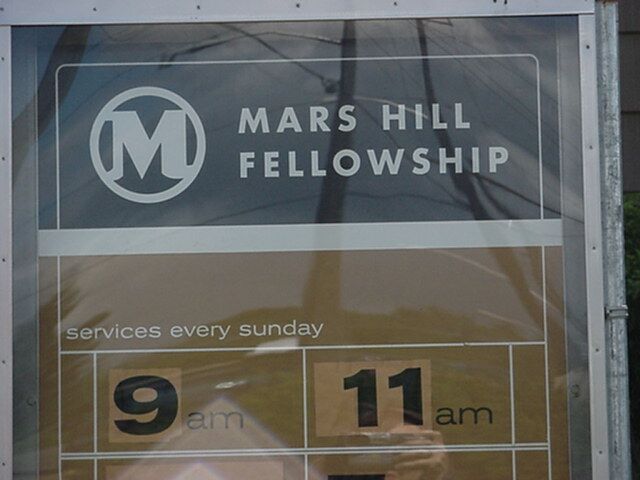 M
MARS HILL
FELLOWSHIP
services every sunday
9 am 11 am